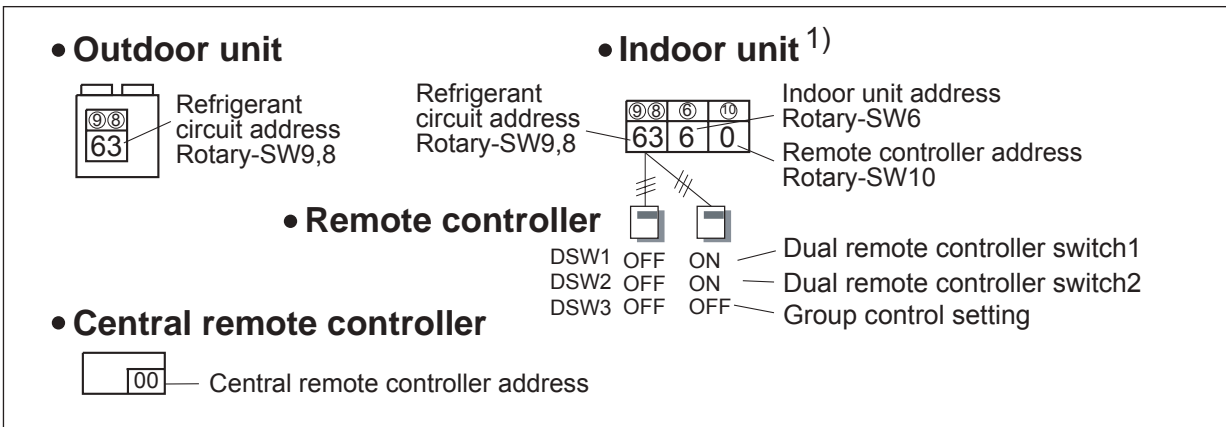 • Outdoor unit
⑨⑧
63
Refrigerant
circuit address
Rotary-SW9,8
• Indoor unit 1)
Refrigerant
circuit address
Rotary-SW9,8
⑨⑧ ⑥ ⑩
63 6 0
Indoor unit address
Rotary-SW6
Remote controller address
Rotary-SW10
• Remote controller
DSW1 OFF ON Dual remote controller switch1
DSW2 OFF ON Dual remote controller switch2
DSW3 OFF OFF Group control setting
• Central remote controller
00 Central remote controller address